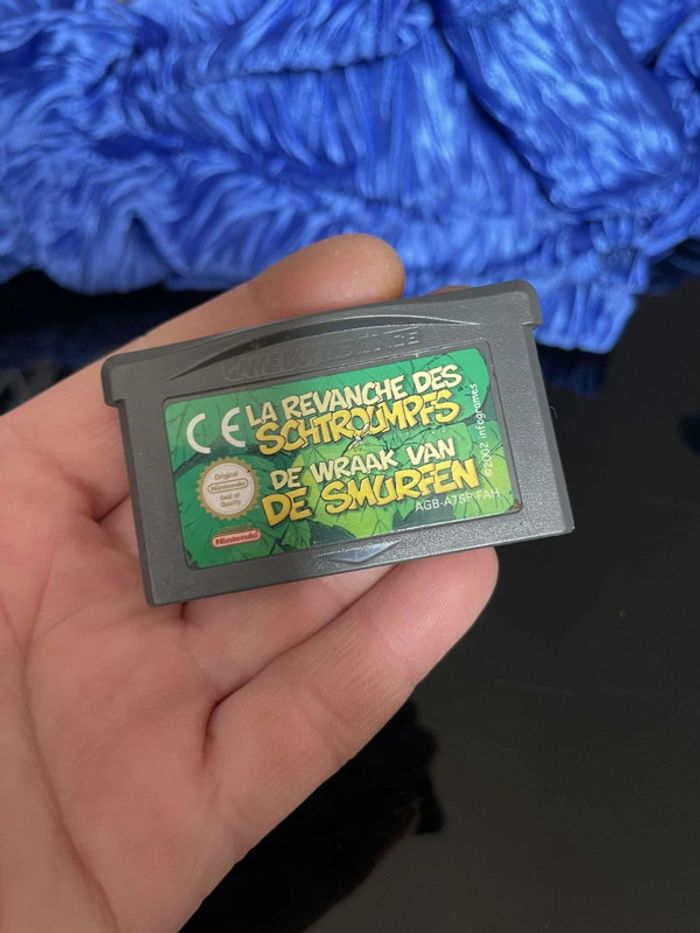 GAME BOY ADVANCE
CE
LA REVANCHE DES
SCHTROUMPFS
DE WRAAK VAN
DE SMURFEN
Original
Nintendo
Seal of
Quality
Nintendo
AGB-A7SP-FAH
©2002 infogrames